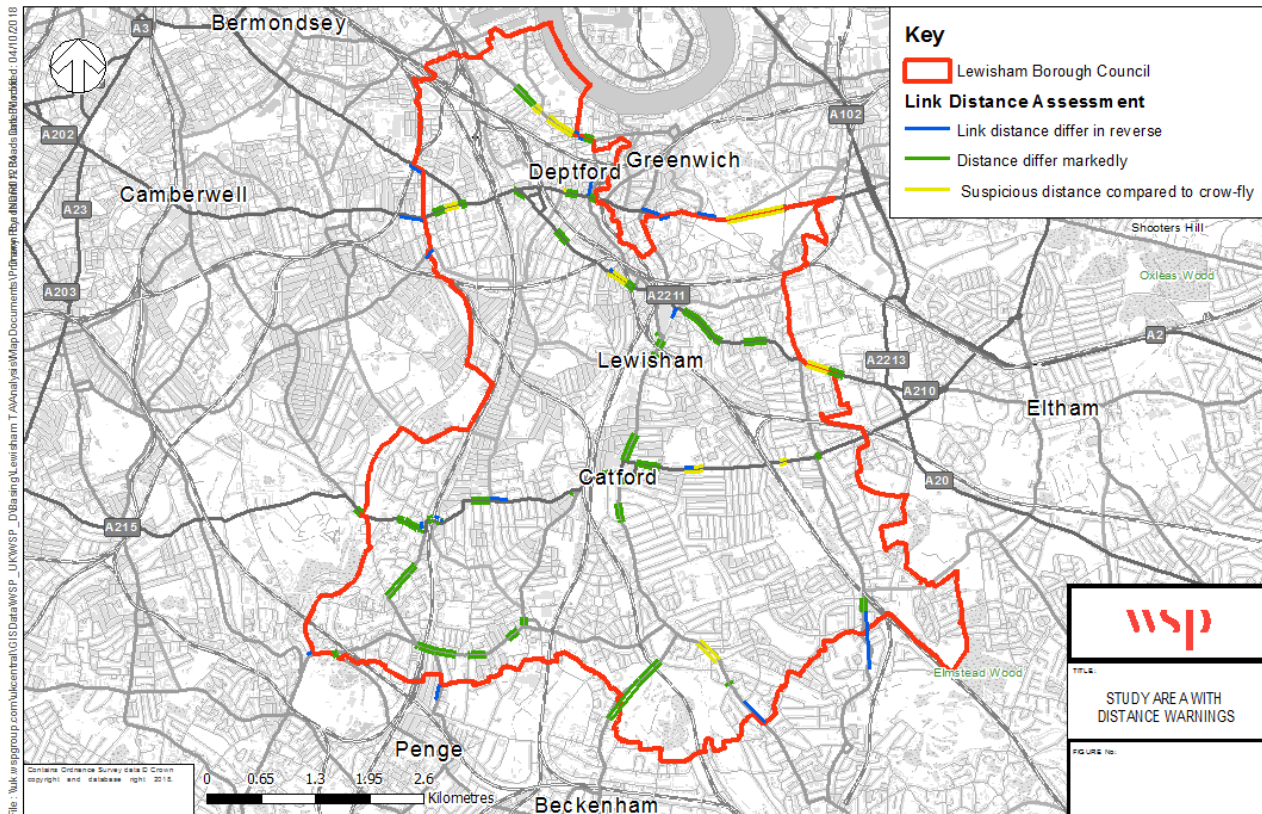 Bermondsey
A3
A202
A102
Greenwich
Deptford
Camberwell
A23
Shooters Hill
Oxleas Wood
A203
A2211
A2
Lewisham
A2213
A210
Eltham
Catford
A20
A215
Elmstead Wood
Penge
Beckenham
Key
Lewisham Borough Council
Link Distance Assessment
Link distance differ in reverse
Distance differ markedly
Suspicious distance compared to crow-fly
wsp
TITLE:
STUDY AREA WITH
DISTANCE WARNINGS
FIGURE No:
Contains Ordnance Survey data © Crown
copyright and database right 2018.
0 0.65 1.3 1.95 2.6
Kilometres